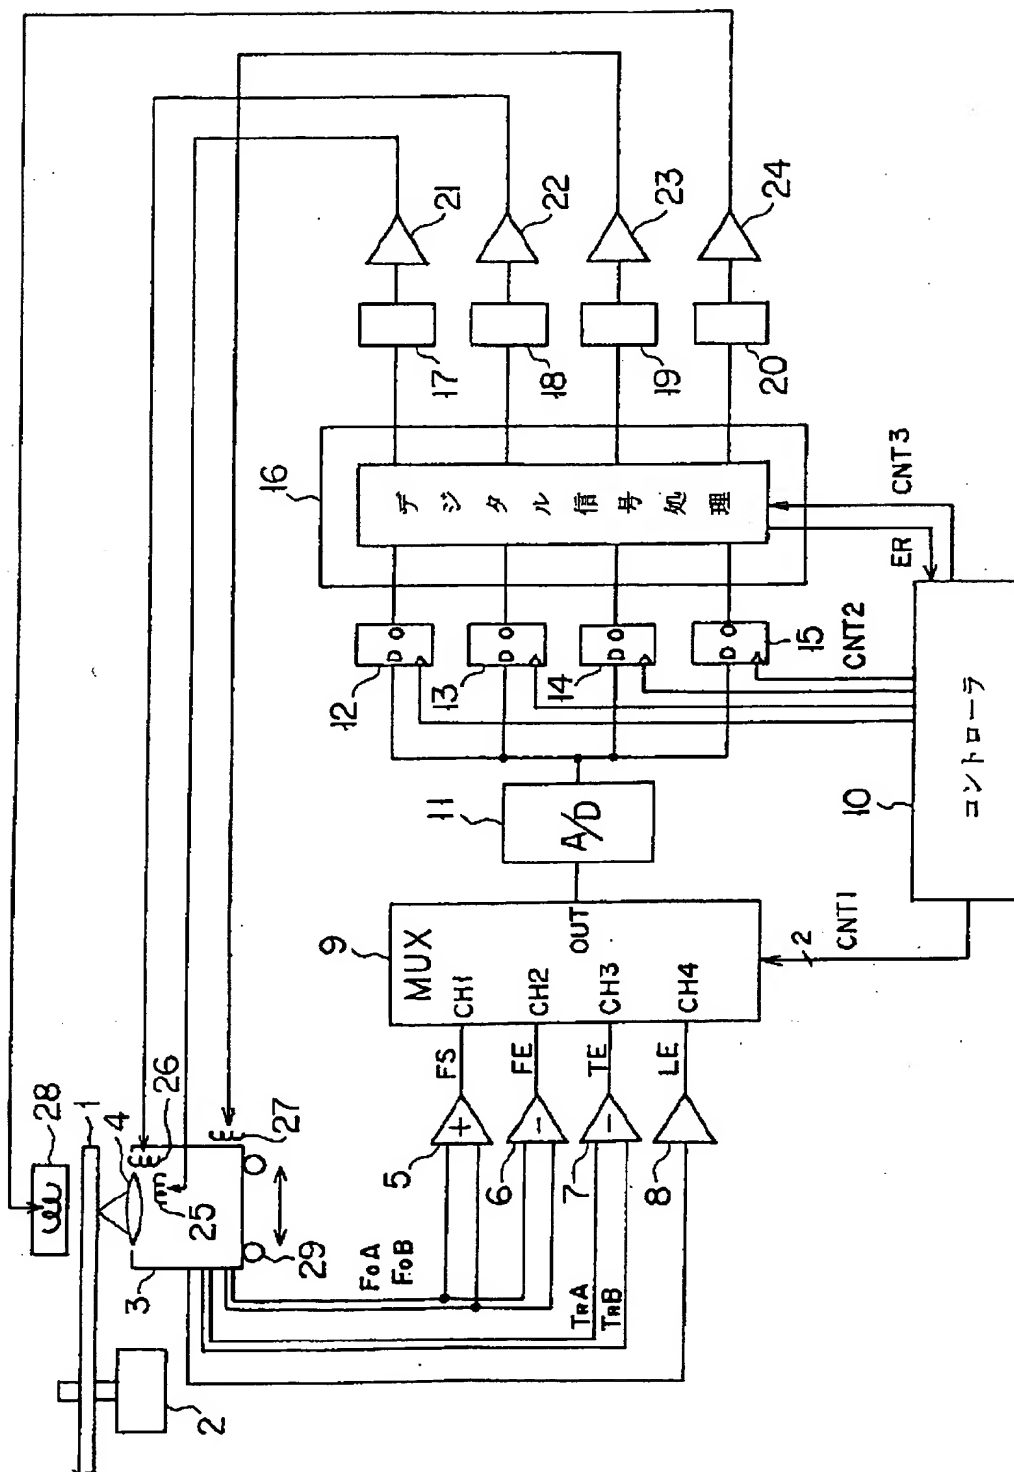 28
1
4
26
25
3
29
27
2
FoA
FoB
TRA
TRB
5
6
7
8
+
-
-
FS
FE
TE
LE
9
MUX
CH1
CH2
CH3
CH4
OUT
2
CNT1
11
A/D
10
コントローラ
12
13
14
15
D O
D O
D O
D O
CNT2
ER
CNT3
16
デジタル信号処理
17
18
19
20
21
22
23
24